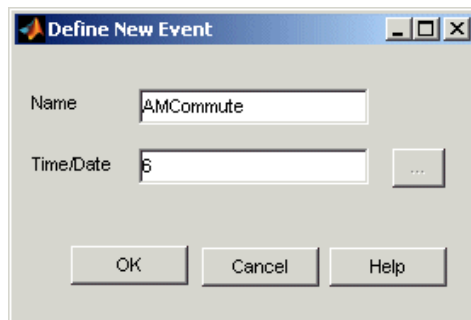 Define New Event
Name
AMCommute
Time/Date
6
...
OK
Cancel
Help